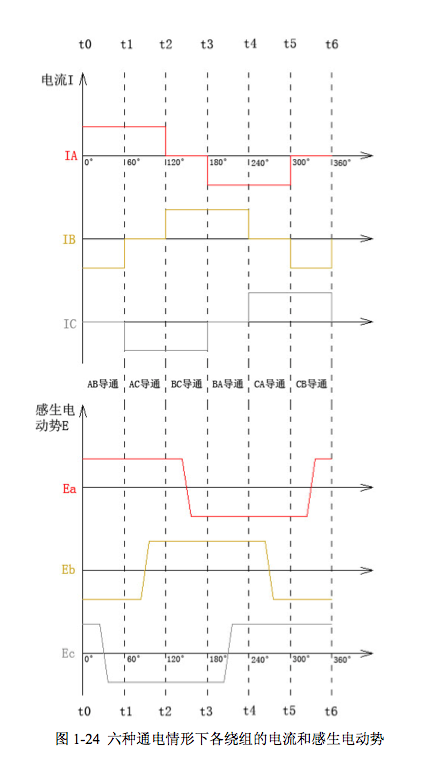 t0 t1 t2 t3 t4 t5 t6
电流I
IA
0° 60° 120° 180° 240° 300° 360°
IB
IC
AB导通 AC导通 BC导通 BA导通 CA导通 CB导通
感生电
动势E
Ea
Eb
Ec
0° 60° 120° 180° 240° 300° 360°
t0 t1 t2 t3 t4 t5 t6
图 1-24 六种通电情形下各绕组的电流和感生电动势